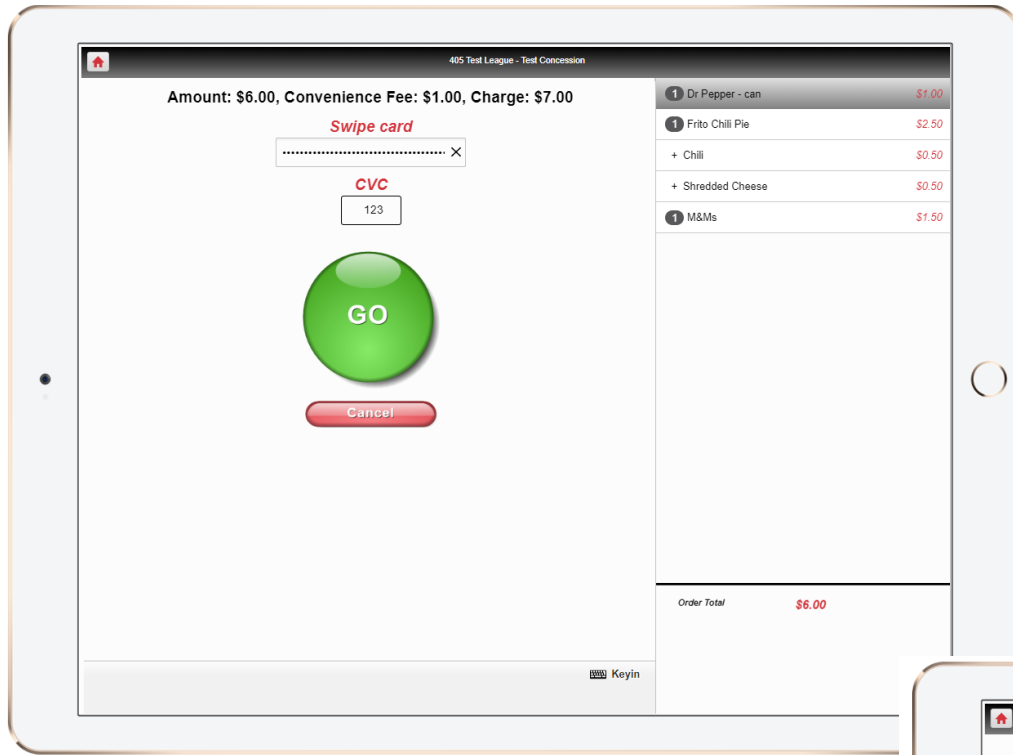 405 Test League - Test Concession
Amount: $6.00, Convenience Fee: $1.00, Charge: $7.00
Swipe card
CVC
123
GO
Cancel
Keyin
1 Dr Pepper - can $1.00
1 Frito Chili Pie $2.50
+ Chili $0.50
+ Shredded Cheese $0.50
1 M&Ms $1.50
Order Total $6.00